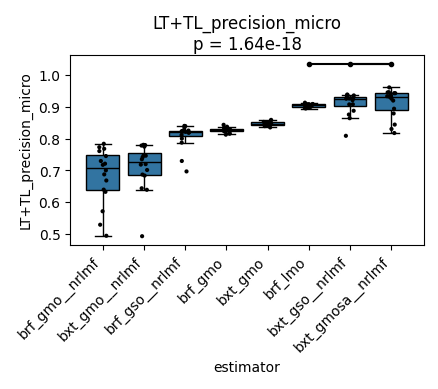 LT+TL_precision_micro
p = 1.64e-18
LT+TL_precision_micro
1.0
0.9
0.8
0.7
0.6
0.5
brf_gmo__nrlmf
bxt_gmo__nrlmf
brf_gso__nrlmf
brf_gmo
bxt_gmo
brf_lmo
bxt_gso__nrlmf
bxt_gmosa__nrlmf
estimator